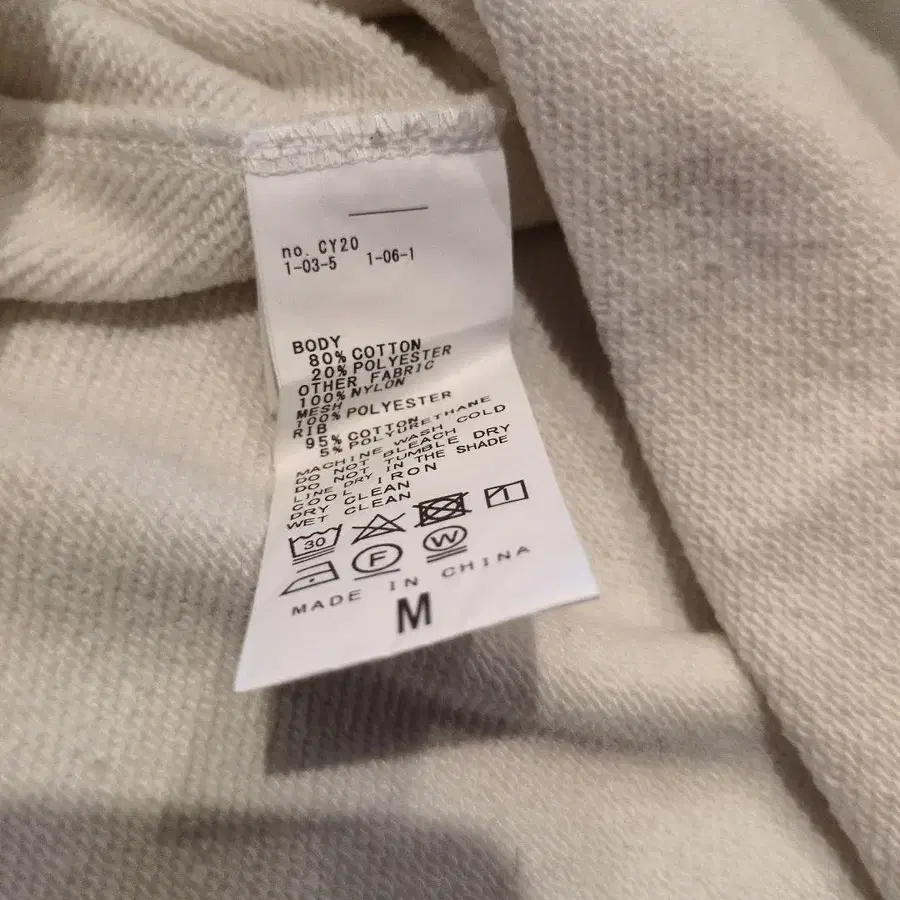 no. CY20
1-03-5 1-06-1
BODY
80% COTTON
20% POLYESTER
OTHER FABRIC
100% NYLON
MESH
100% POLYESTER
RIB
95% COTTON
5% POLYURETHANE
MACHINE WASH COLD
DO NOT BLEACH
DO NOT TUMBLE DRY
LINE DRY IN THE SHADE
COOL IRON
DRY CLEAN
WET CLEAN
30
F W
MADE IN CHINA
M